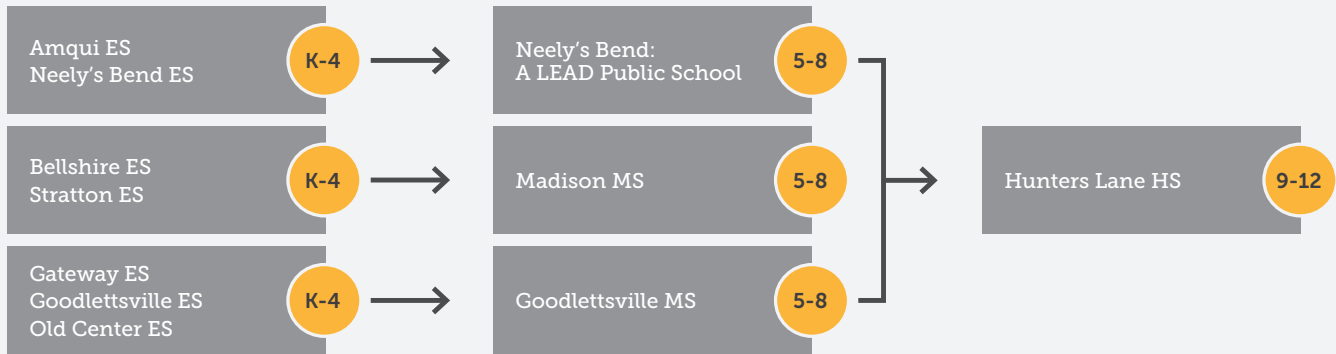 Amqui ES
Neely's Bend ES
K-4
Neely's Bend:
A LEAD Public School
5-8
Bellshire ES
Stratton ES
K-4
Madison MS
5-8
Hunters Lane HS
9-12
Gateway ES
Goodlettsville ES
Old Center ES
K-4
Goodlettsville MS
5-8